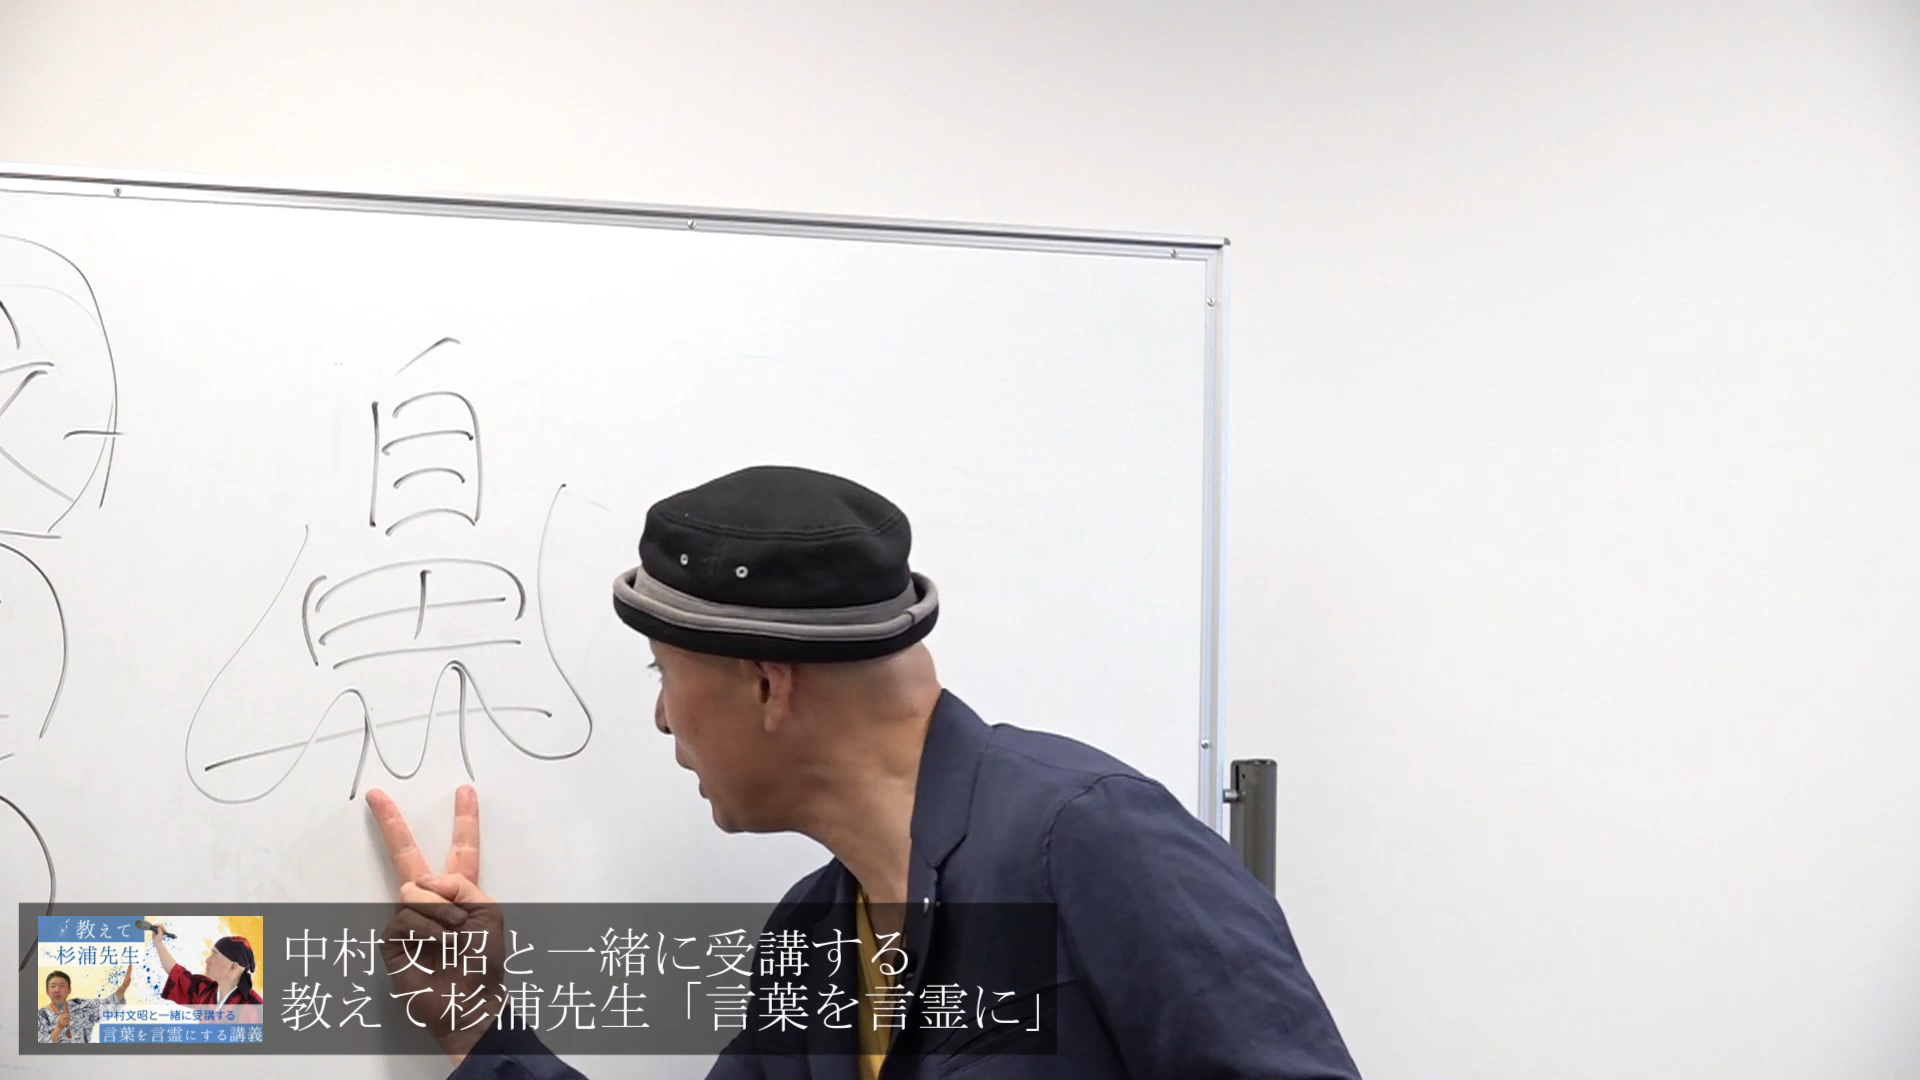 鼻
教えて
杉浦先生
中村文昭と一緒に受講する
言葉を言霊にする講義
中村文昭と一緒に受講する
教えて杉浦先生「言葉を言霊に」